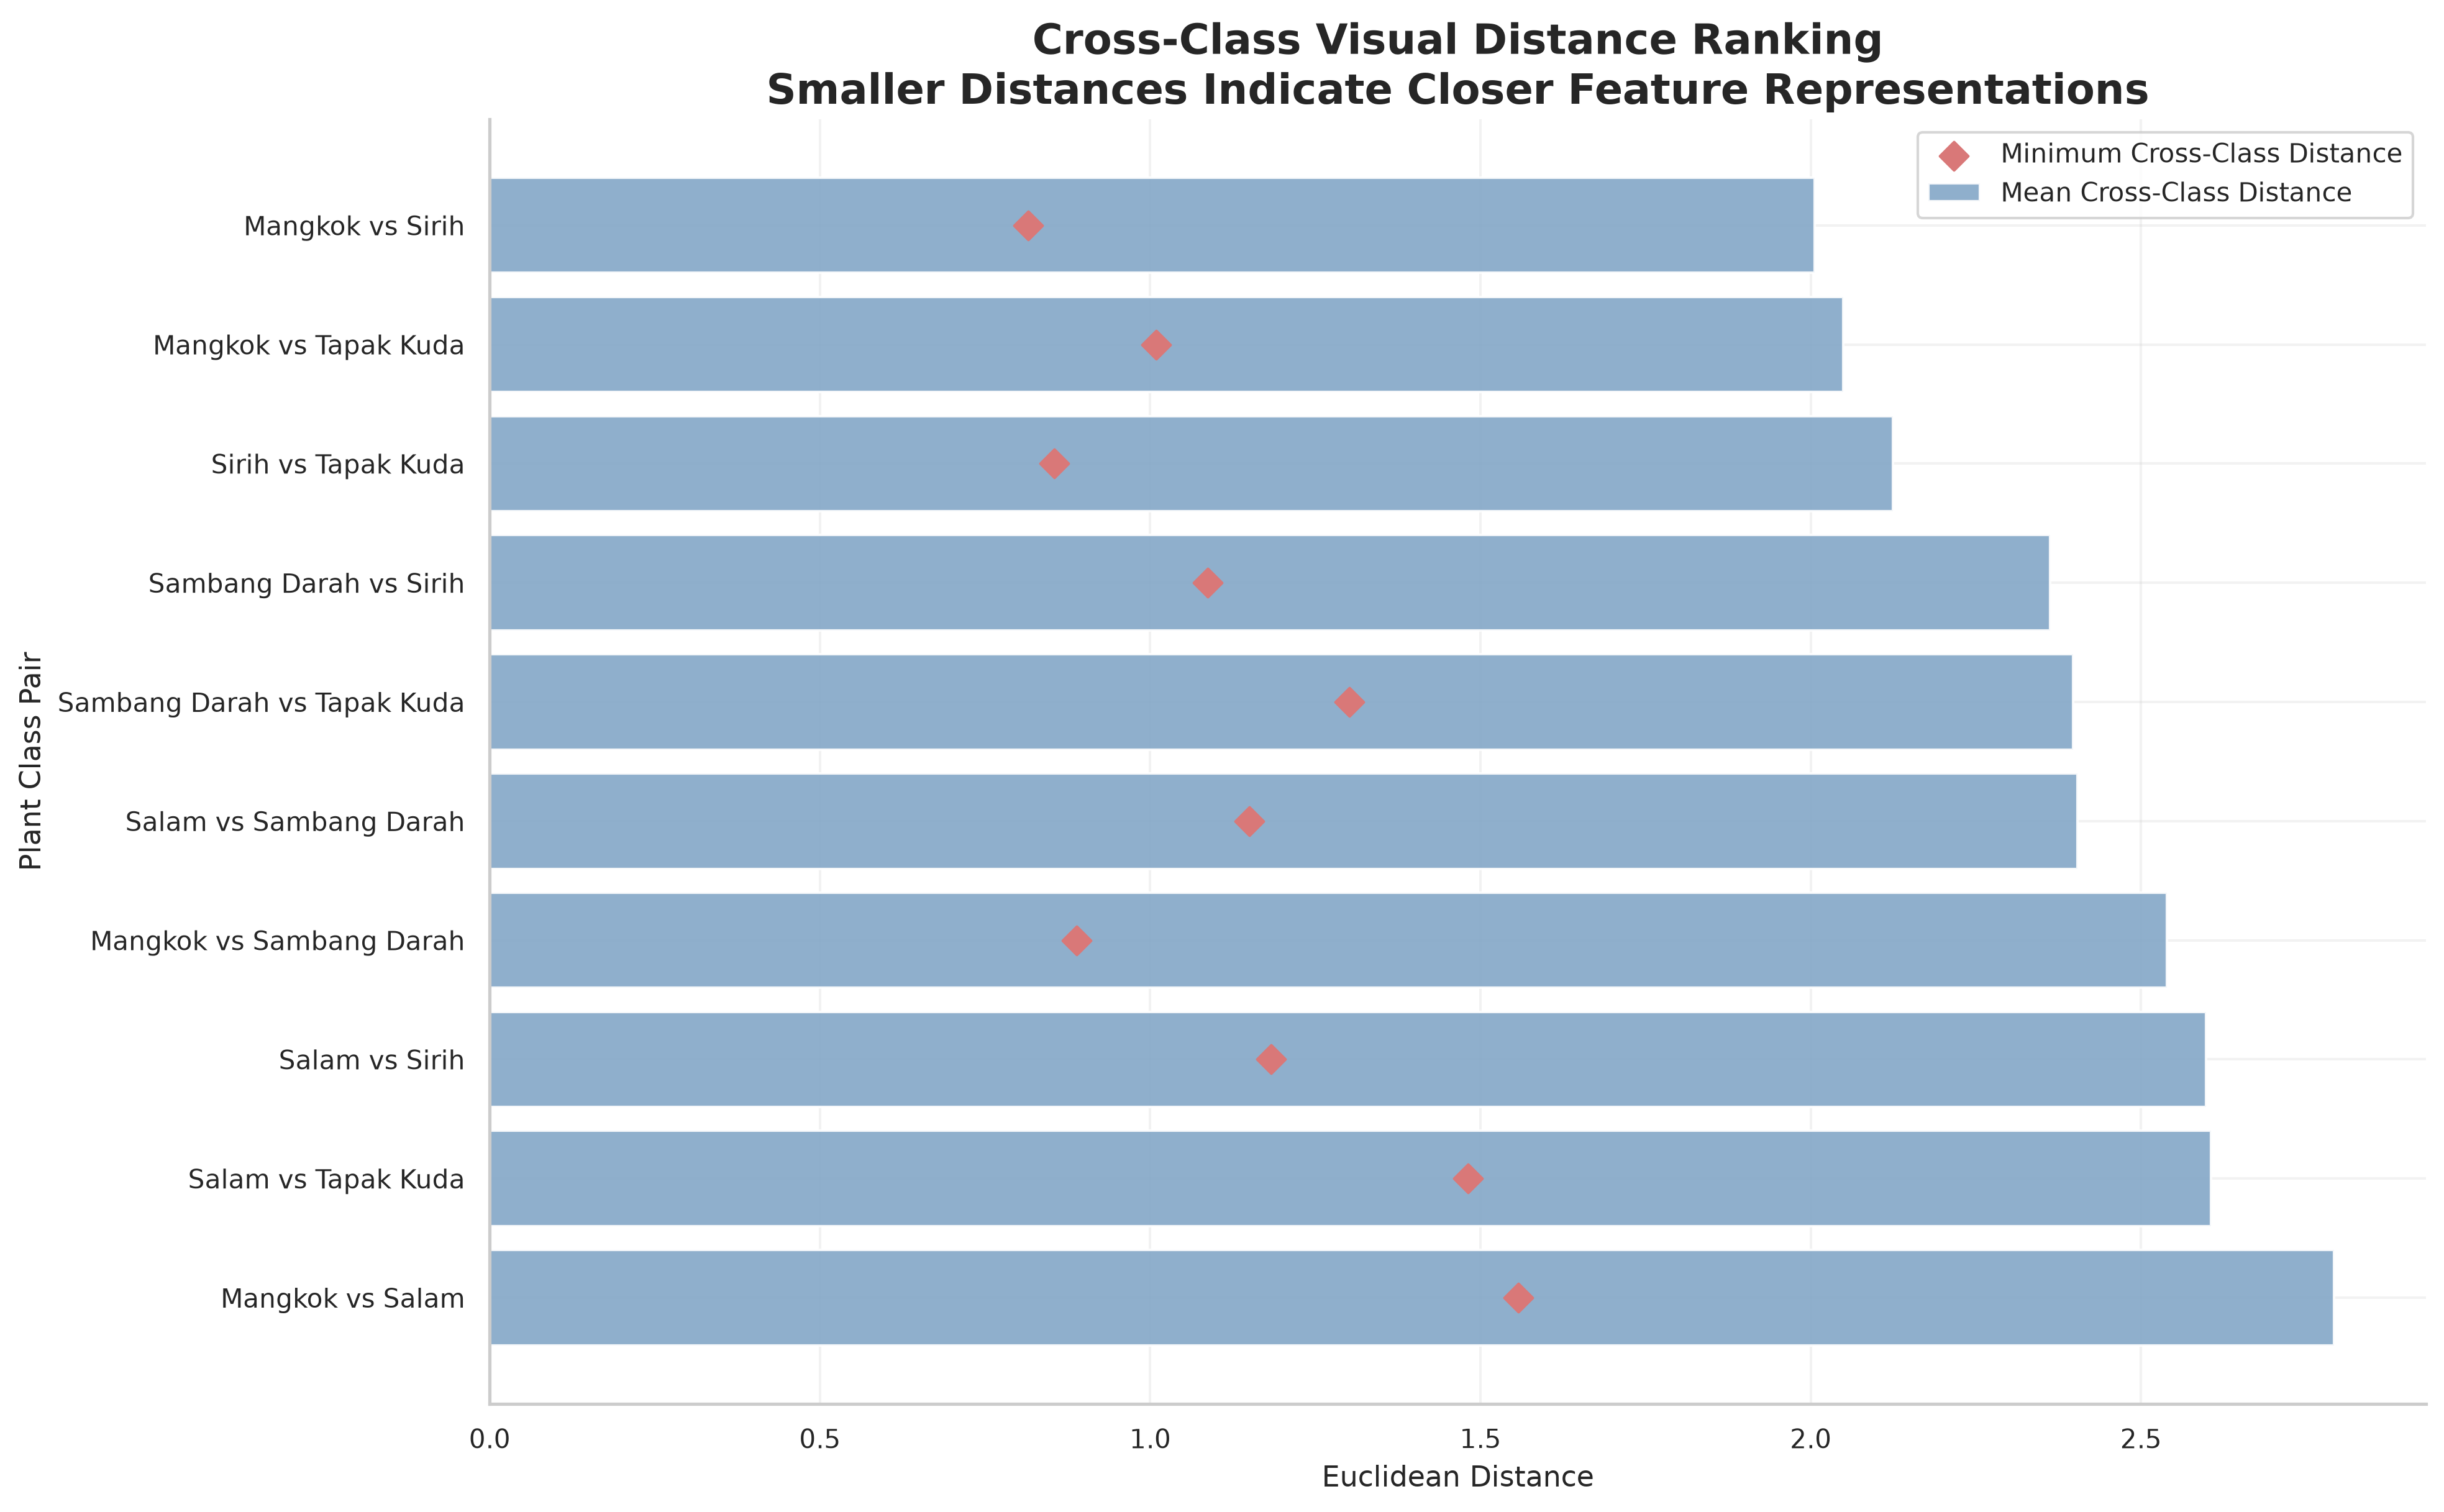 Cross-Class Visual Distance Ranking
Smaller Distances Indicate Closer Feature Representations
Minimum Cross-Class Distance
Mean Cross-Class Distance
Plant Class Pair
Mangkok vs Sirih
Mangkok vs Tapak Kuda
Sirih vs Tapak Kuda
Sambang Darah vs Sirih
Sambang Darah vs Tapak Kuda
Salam vs Sambang Darah
Mangkok vs Sambang Darah
Salam vs Sirih
Salam vs Tapak Kuda
Mangkok vs Salam
0.0 0.5 1.0 1.5 2.0 2.5
Euclidean Distance